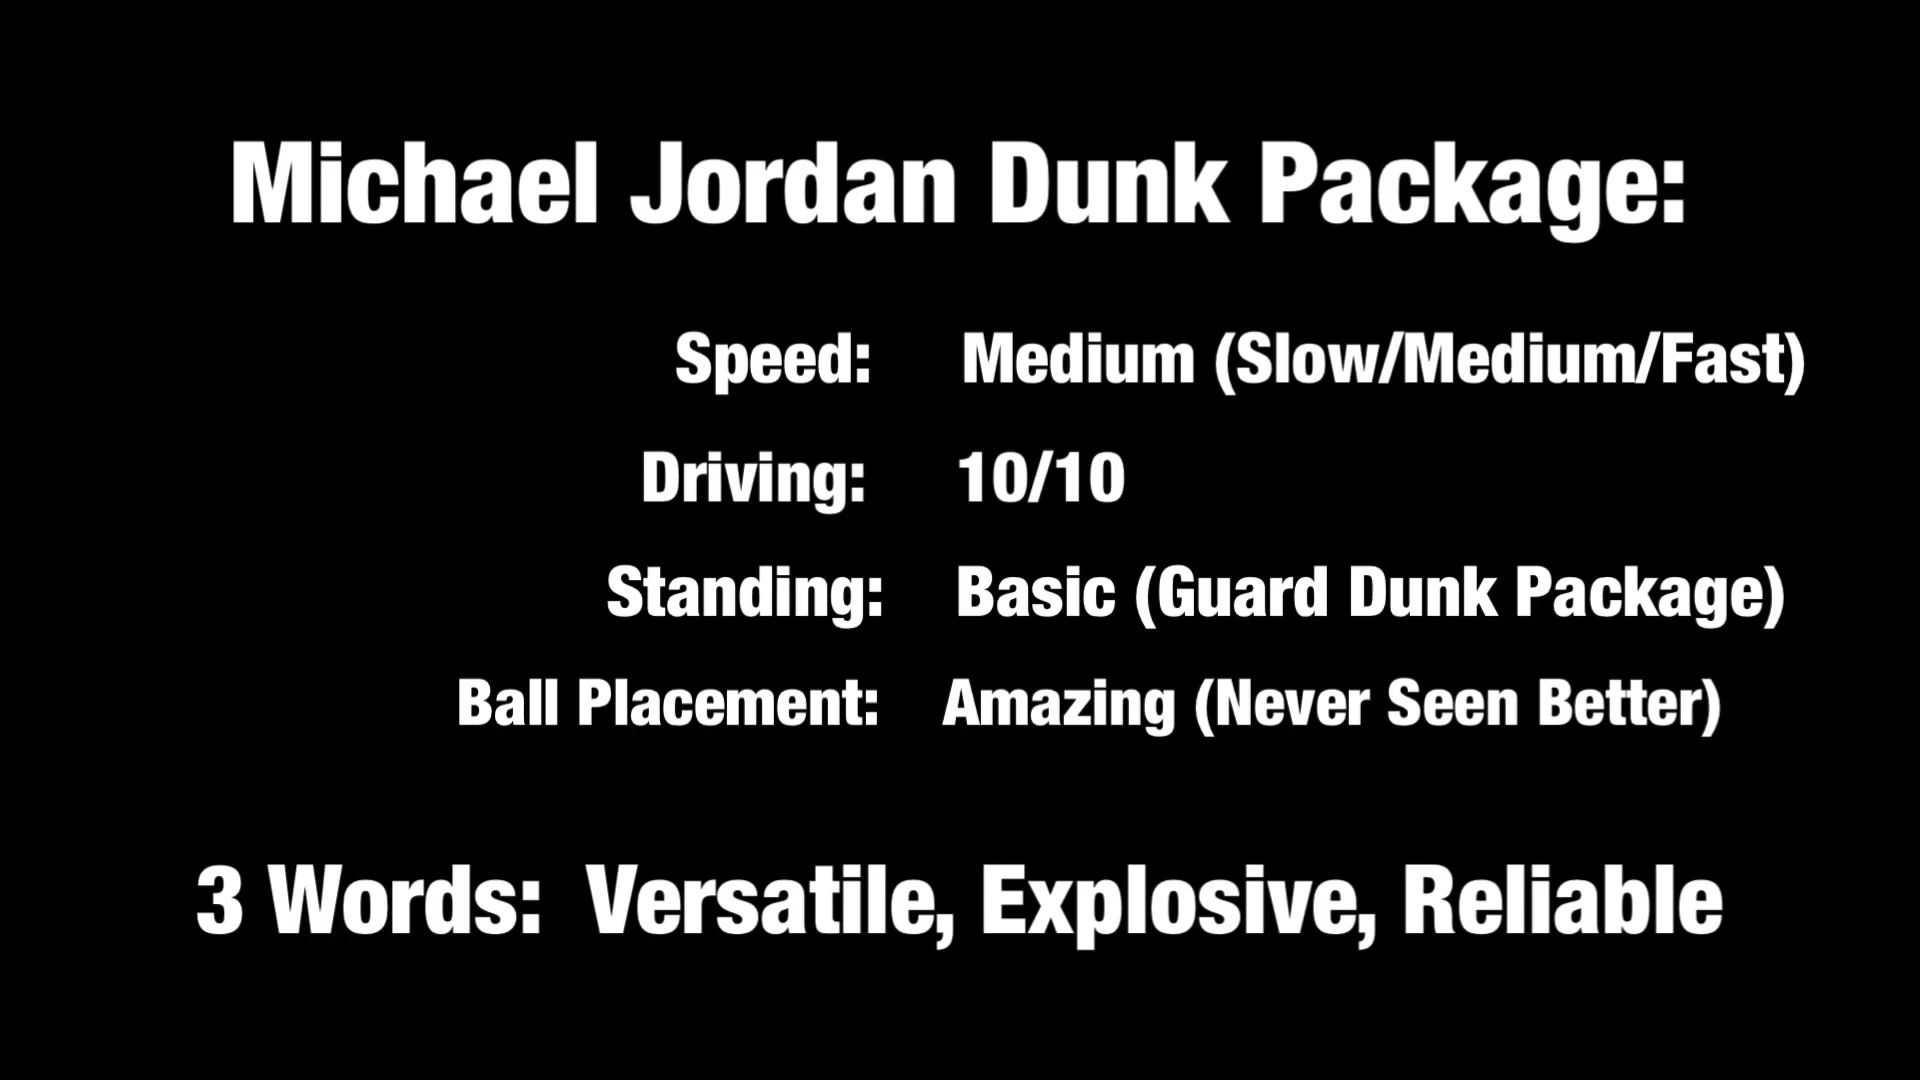 Michael Jordan Dunk Package:
Speed: Medium (Slow/Medium/Fast)
Driving: 10/10
Standing: Basic (Guard Dunk Package)
Ball Placement: Amazing (Never Seen Better)
3 Words: Versatile, Explosive, Reliable